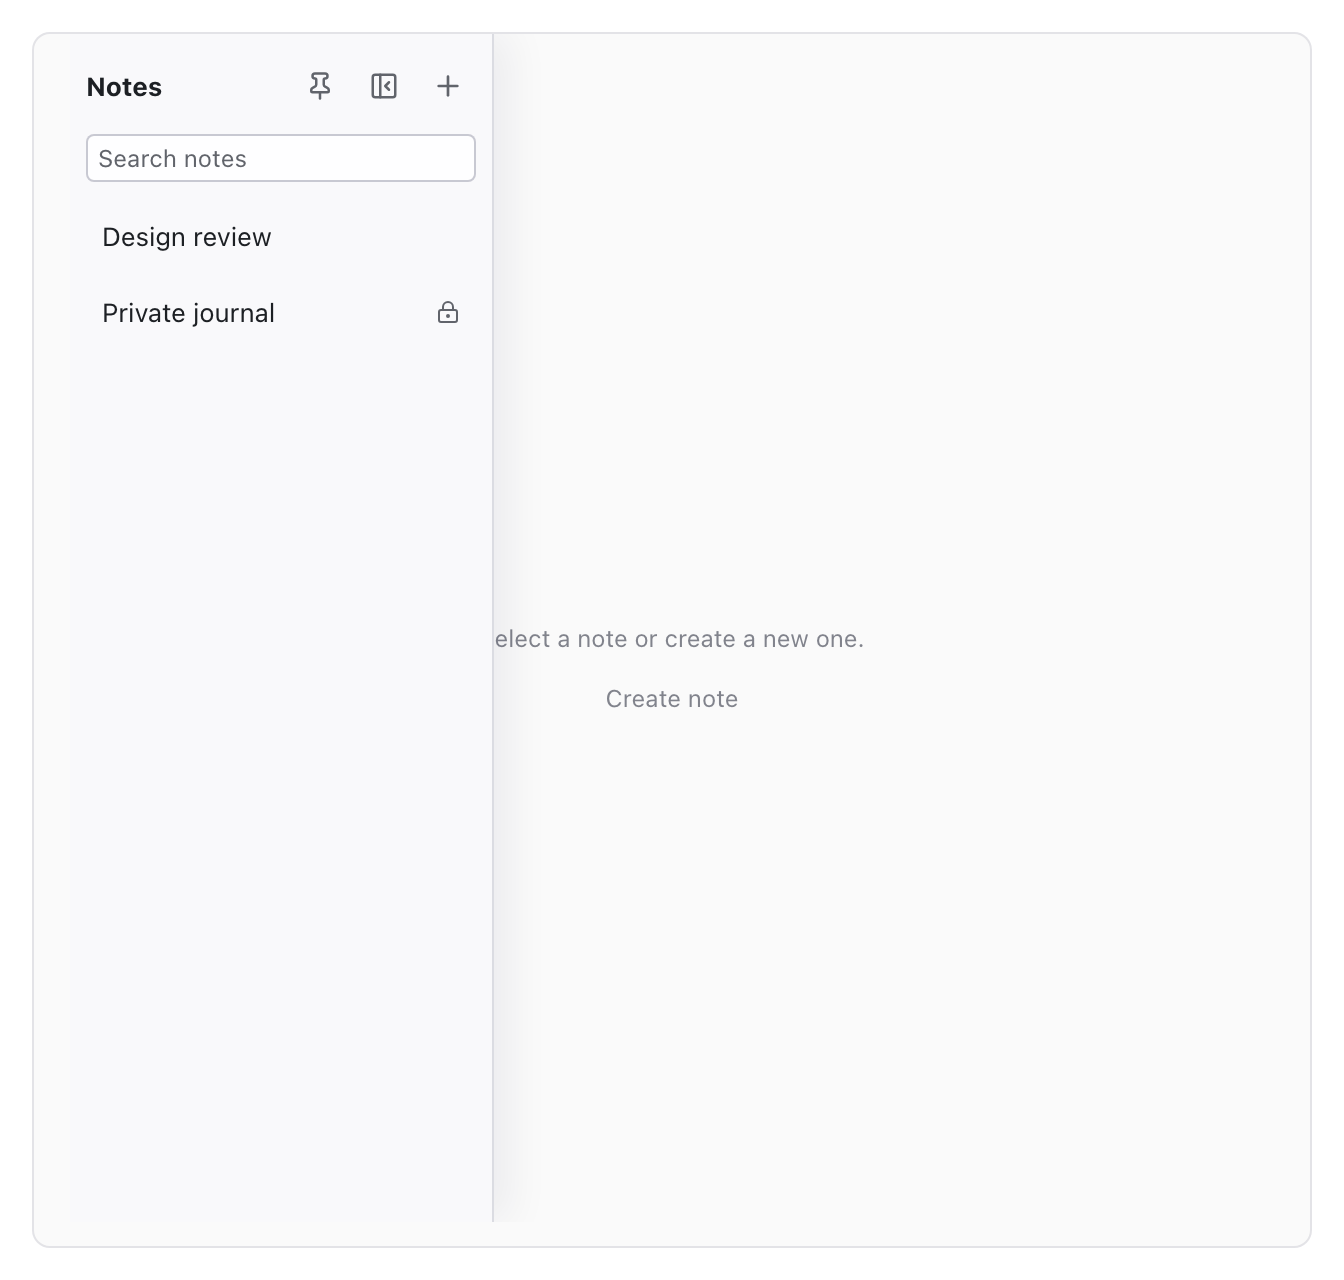 Notes
Search notes
Design review
Private journal
elect a note or create a new one.
Create note